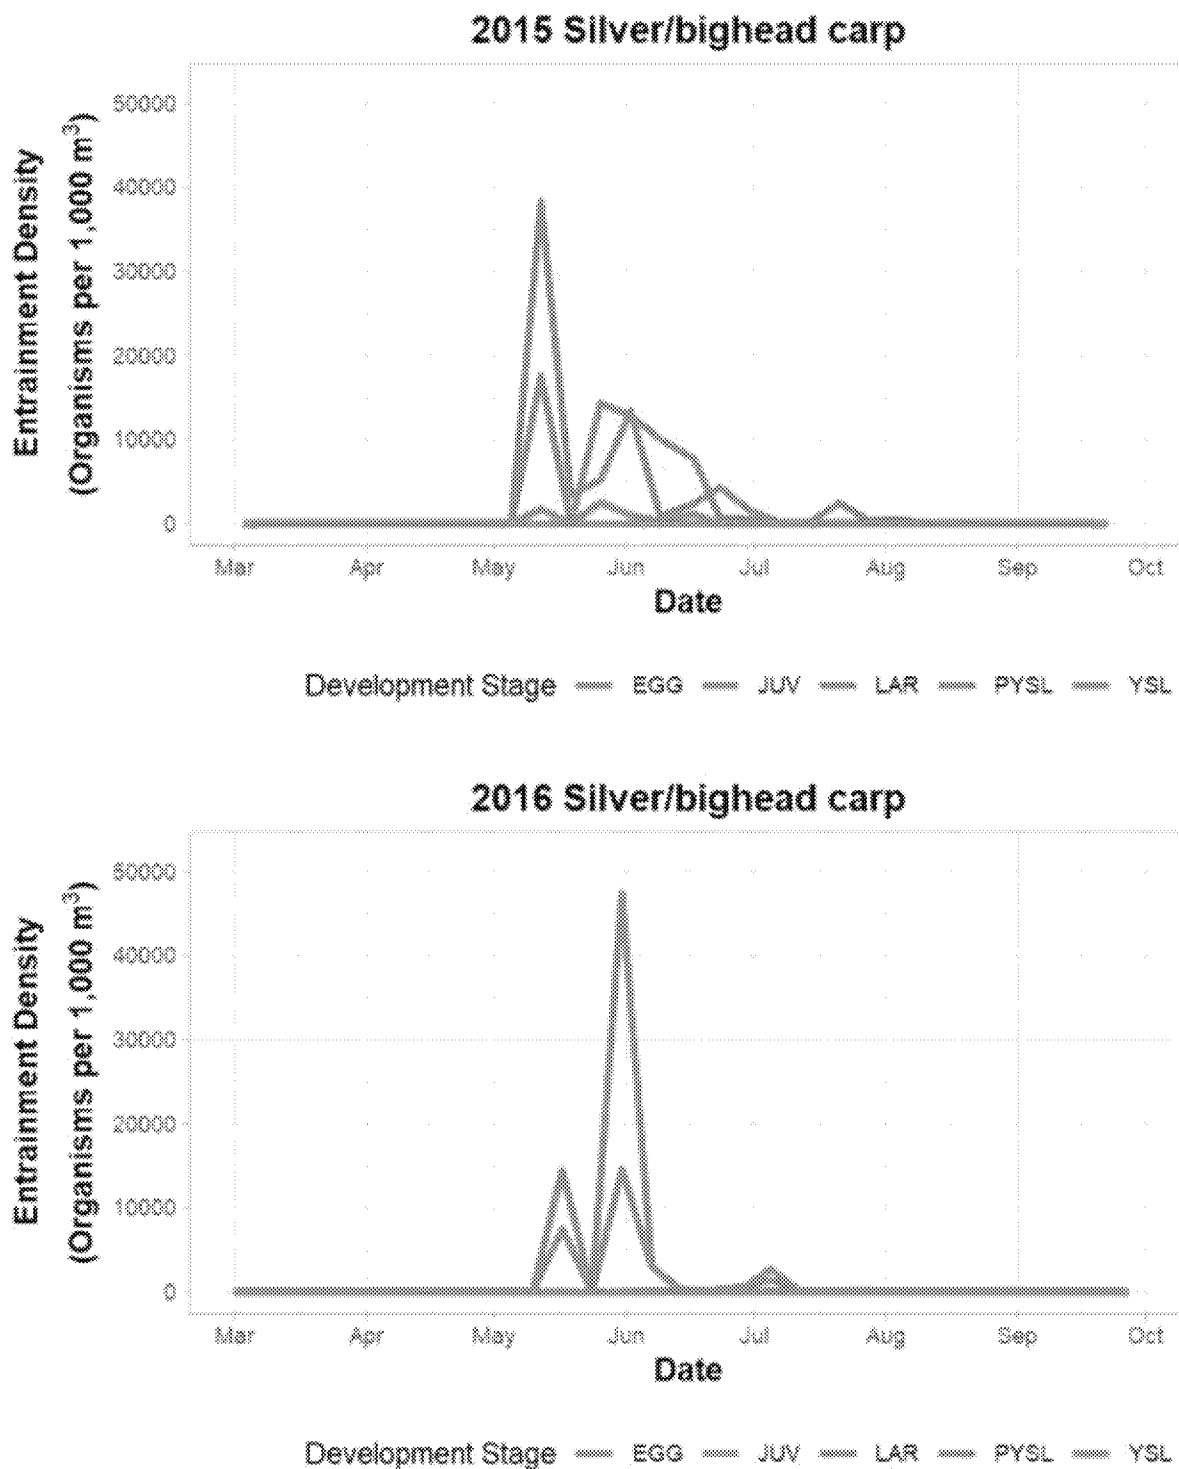 2015 Silver/bighead carp
Entrainment Density
(Organisms per 1,000 m³)
50000
40000
30000
20000
10000
0
Mar Apr May Jun Jul Aug Sep Oct
Date
Development Stage EGG JUV LAR PYSL YSL
2016 Silver/bighead carp
Entrainment Density
(Organisms per 1,000 m³)
50000
40000
30000
20000
10000
0
Mar Apr May Jun Jul Aug Sep Oct
Date
Development Stage EGG JUV LAR PYSL YSL